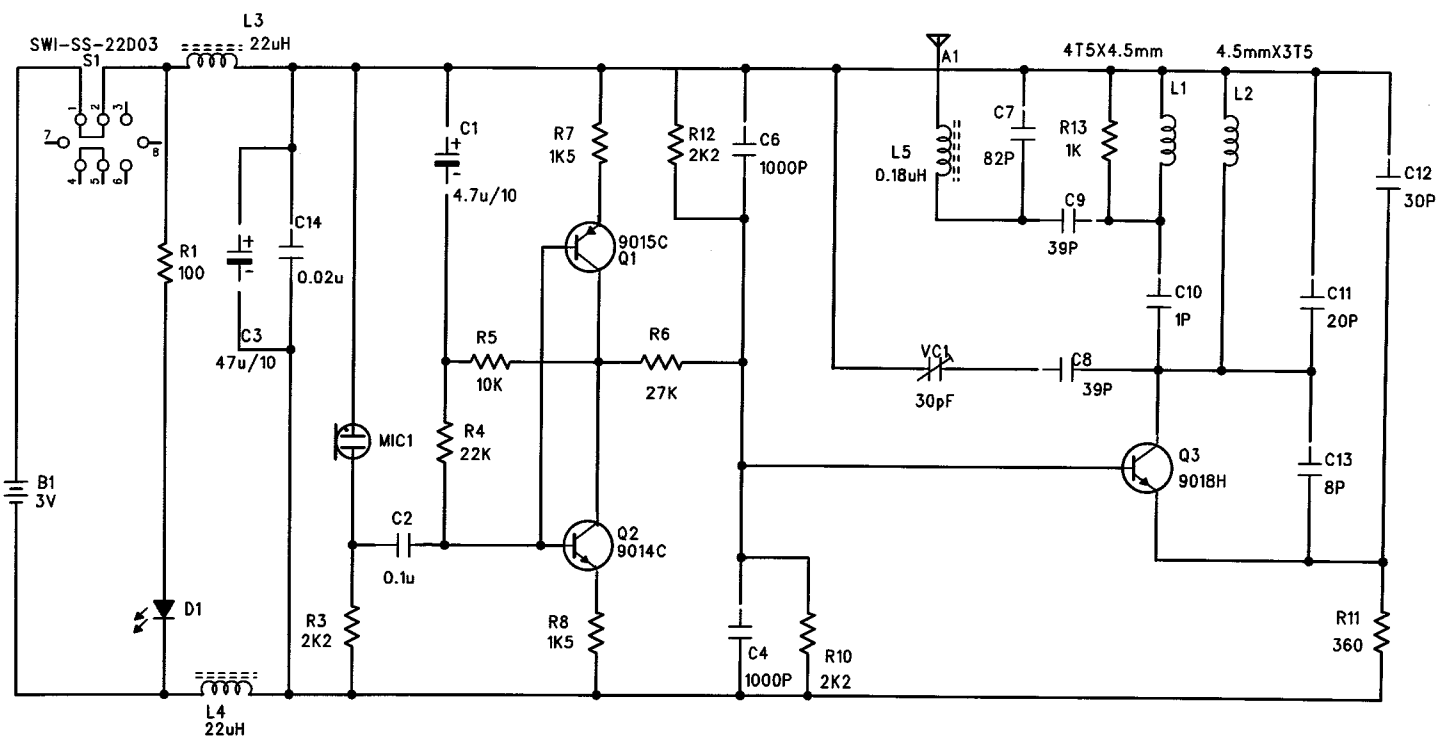 L3
SWI-SS-22D03
22uH
S1
A1
4T5X4.5mm
4.5mmX3T5
L1
L2
1
2
3
7
8
4
5
6
C1
+
-
4.7u/10
R7
1K5
R12
2K2
C6
1000P
C7
82P
R13
1K
L5
0.18uH
C12
30P
C9
39P
R1
100
+
-
C14
0.02u
9015C
Q1
C10
1P
C11
20P
C3
47u/10
R5
10K
R6
27K
VC1
30pF
C8
39P
MIC1
R4
22K
Q3
9018H
C13
8P
B1
3V
C2
0.1u
Q2
9014C
D1
R3
2K2
R8
1K5
C4
1000P
R10
2K2
R11
360
L4
22uH